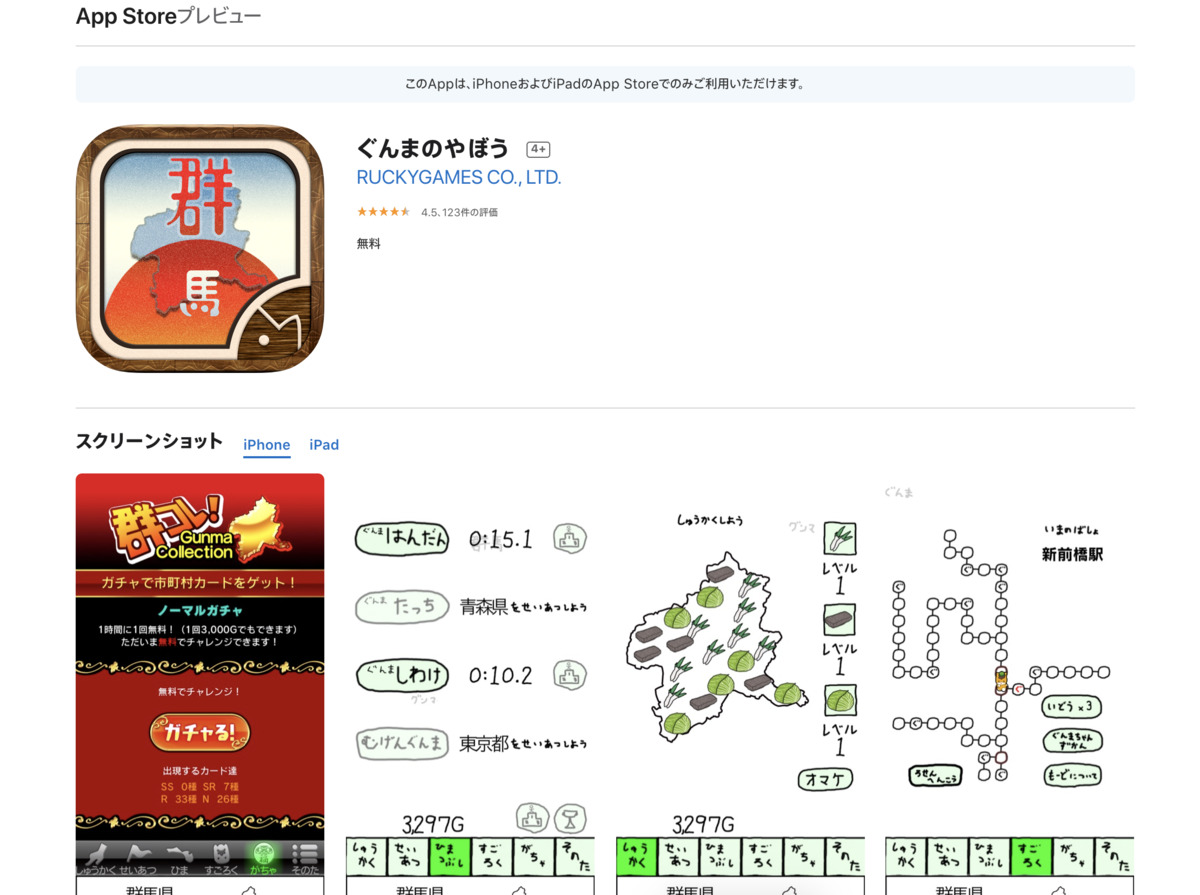 App Storeプレビュー
このAppは、iPhoneおよびiPadのApp Storeでのみご利用いただけます。
群
馬
ぐんまのやぼう 4+
RUCKYGAMES CO., LTD.
4.5、123件の評価
無料
スクリーンショット iPhone iPad
群コレ!
Gunma
Collection
ガチャで市町村カードをゲット!
ノーマルガチャ
1時間に1回無料!(1回3,000Gでもできます)
ただいま無料でチャレンジできます!
無料でチャレンジ!
ガチャる!
出現するカード達
SS 0種 SR 7種
R 33種 N 26種
しゅうかく せいあつ ひま すごろく がちゃ そのた
群馬県
ぐんまはんだん 0:15.1
ぐんまたっち 青森県をせいあつしよう
ぐんましわけ 0:10.2
グンマ
むげんぐんま 東京都をせいあつしよう
3,297G
しゅうかく せいあつ ひまつぶし すごろく がちゃ そのた
群馬県
しゅうかくしよう
グンマ
レベル
1
レベル
1
レベル
1
オマケ
3,297G
しゅうかく せいあつ ひまつぶし すごろく がちゃ そのた
群馬県
ぐんま
いまのばしょ
新前橋駅
いどう×3
ぐんまちゃん
ずかん
ろせんへんこう
もーどについて
しゅうかく せいあつ ひまつぶし すごろく がちゃ そのた
群馬県